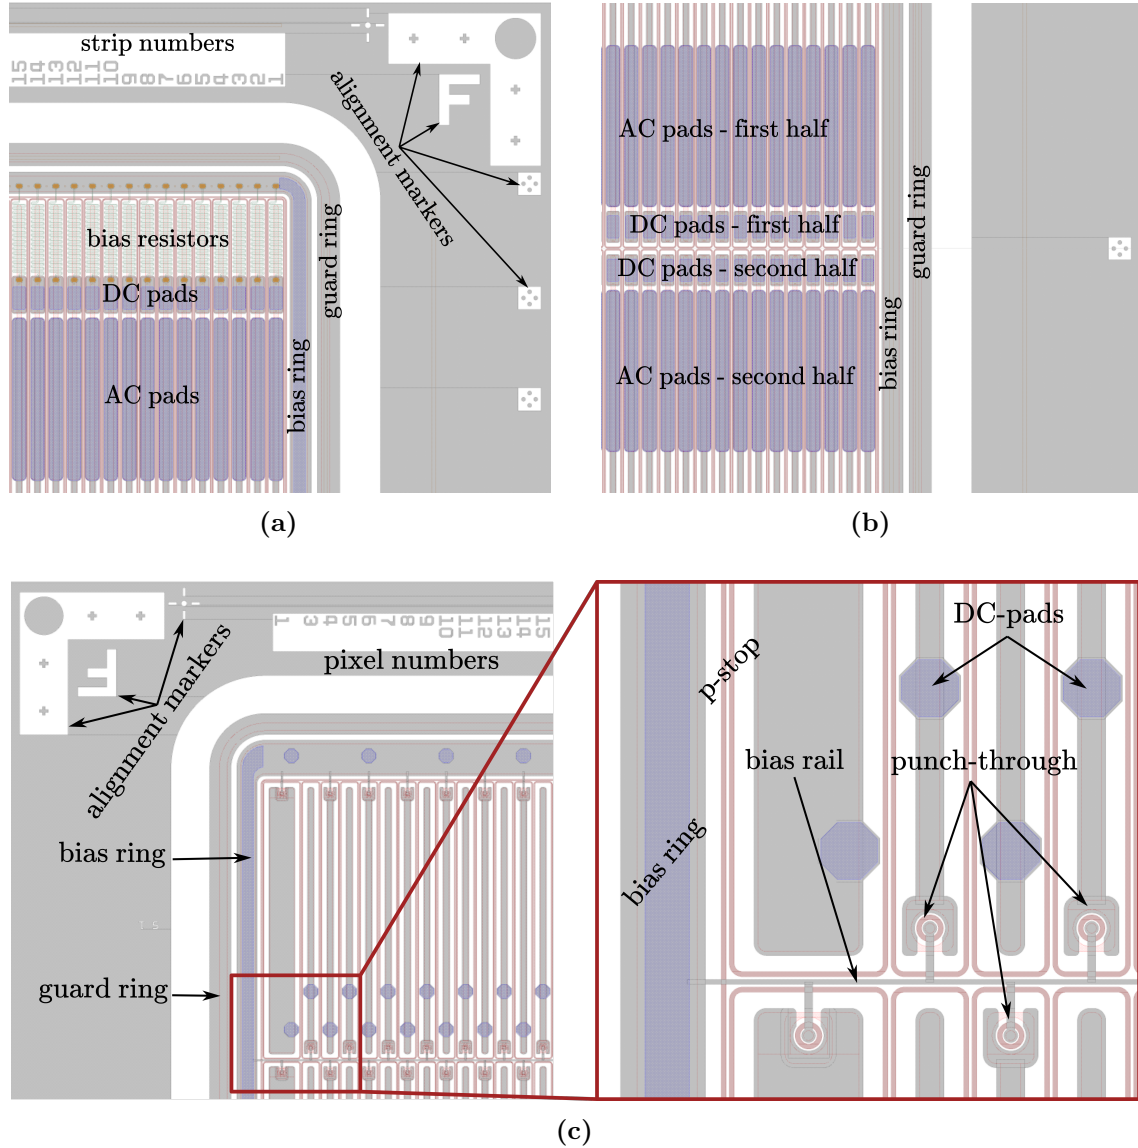 strip numbers
15 14 13 12 11 10 9 8 7 6 5 4 3 2 1
F
alignment markers
bias resistors
DC pads
AC pads
bias ring
guard ring
(a)
AC pads - first half
DC pads - first half
DC pads - second half
AC pads - second half
bias ring
guard ring
(b)
1 3 4 5 6 7 8 9 10 11 12 13 14 15
pixel numbers
F
alignment markers
bias ring
guard ring
DC-pads
p-stop
bias rail
punch-through
bias ring
(c)